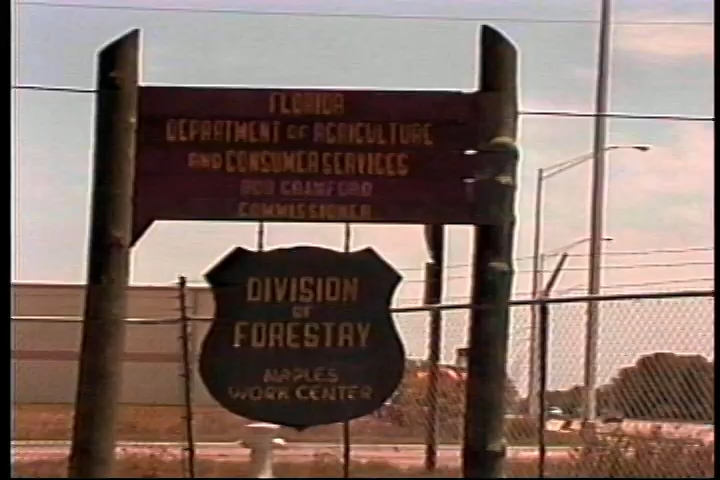 FLORIDA
DEPARTMENT OF AGRICULTURE
AND CONSUMER SERVICES
BOB CRAWFORD
COMMISSIONER
DIVISION
OF
FORESTRY
NAPLES
WORK CENTER